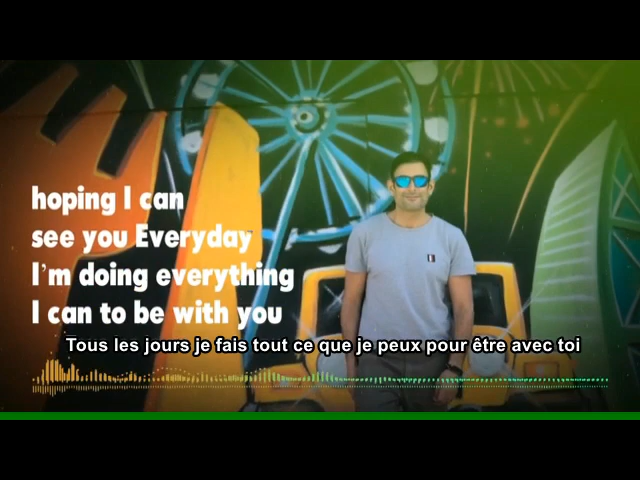 hoping I can
see you Everyday
I'm doing everything
I can to be with you
Tous les jours je fais tout ce que je peux pour être avec toi